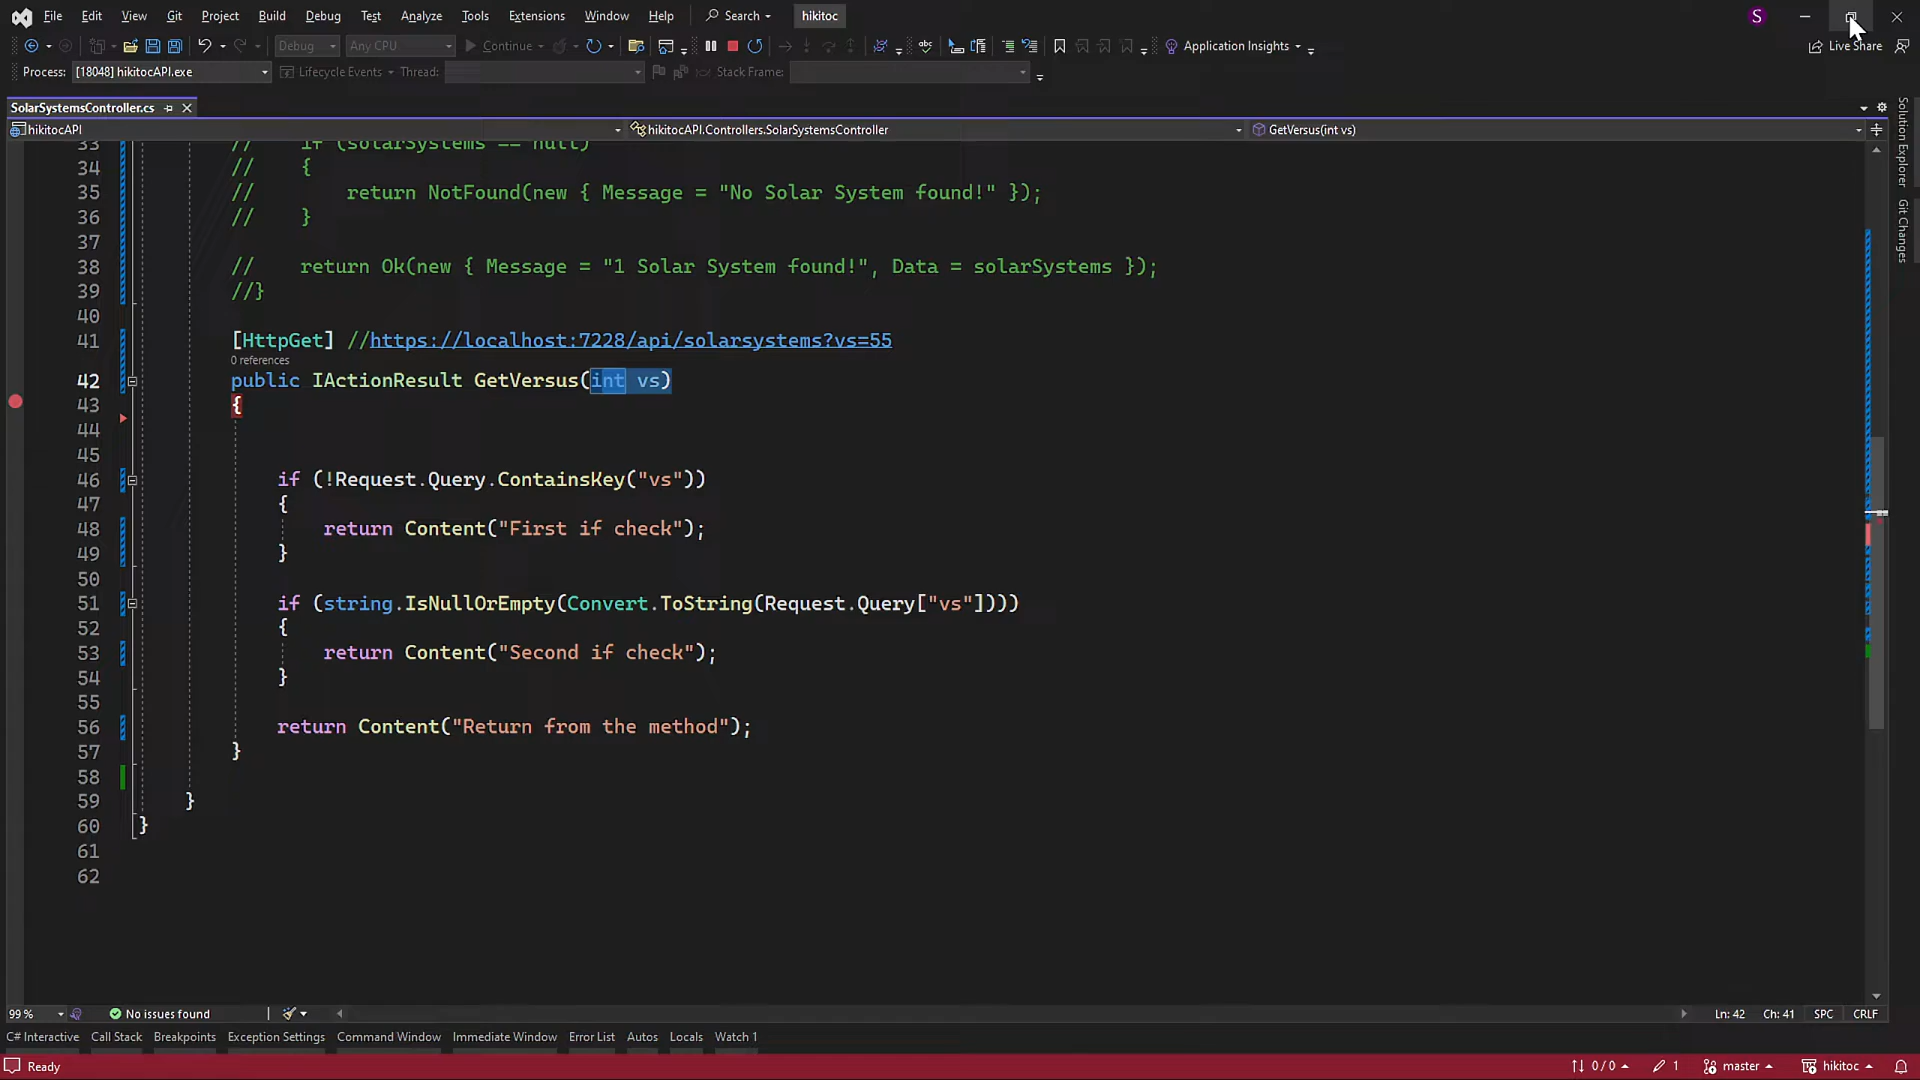 File Edit View Git Project Build Debug Test Analyze Tools Extensions Window Help Search hikitoc S
Debug Any CPU Continue Application Insights Live Share
Process: [18048] hikitocAPI.exe Lifecycle Events Thread: Stack Frame:
SolarSystemsController.cs
hikitocAPI hikitocAPI.Controllers.SolarSystemsController GetVersus(int vs)
33 // if (solarSystems == null)
34 // {
35 // return NotFound(new { Message = "No Solar System found!" });
36 // }
37
38 // return Ok(new { Message = "1 Solar System found!", Data = solarSystems });
39 //}
40
41 [HttpGet] //https://localhost:7228/api/solarsystems?vs=55
0 references
42 public IActionResult GetVersus(int vs)
43 {
44
45
46 if (!Request.Query.ContainsKey("vs"))
47 {
48 return Content("First if check");
49 }
50
51 if (string.IsNullOrEmpty(Convert.ToString(Request.Query["vs"])))
52 {
53 return Content("Second if check");
54 }
55
56 return Content("Return from the method");
57 }
58
59 }
60 }
61
62
Solution Explorer
Git Changes
99 % No issues found Ln: 42 Ch: 41 SPC CRLF
C# Interactive Call Stack Breakpoints Exception Settings Command Window Immediate Window Error List Autos Locals Watch 1
Ready 0 / 0 1 master hikitoc